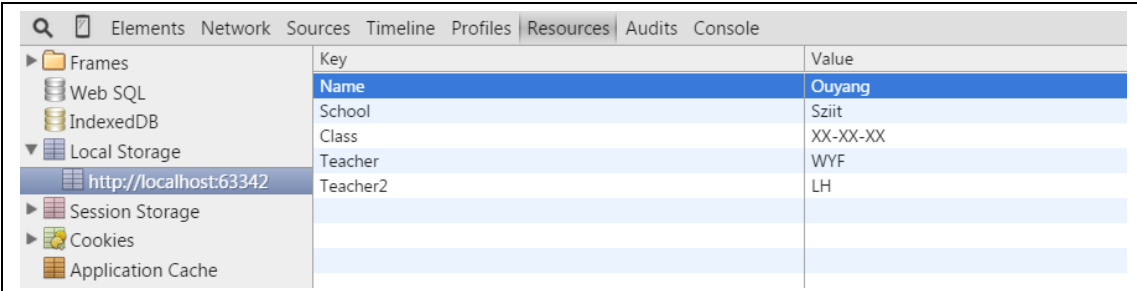 Elements Network Sources Timeline Profiles Resources Audits Console
Frames
Web SQL
IndexedDB
Local Storage
http://localhost:63342
Session Storage
Cookies
Application Cache
Key Value
Name Ouyang
School Sziit
Class XX-XX-XX
Teacher WYF
Teacher2 LH